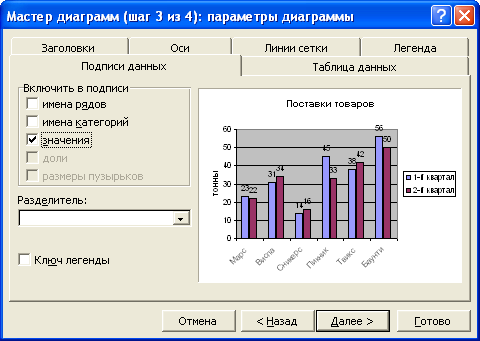 Мастер диаграмм (шаг 3 из 4): параметры диаграммы
Заголовки
Оси
Линии сетки
Легенда
Подписи данных
Таблица данных
Включить в подписи
имена рядов
имена категорий
значения
доли
размеры пузырьков
Разделитель:
Ключ легенды
Поставки товаров
тонны
60
50
40
30
20
10
0
23
22
31
34
14
16
45
33
38
42
56
50
Марс
Виспа
Сникерс
Пикник
Твикс
Баунти
1-й квартал
2-й квартал
Отмена
< Назад
Далее >
Готово